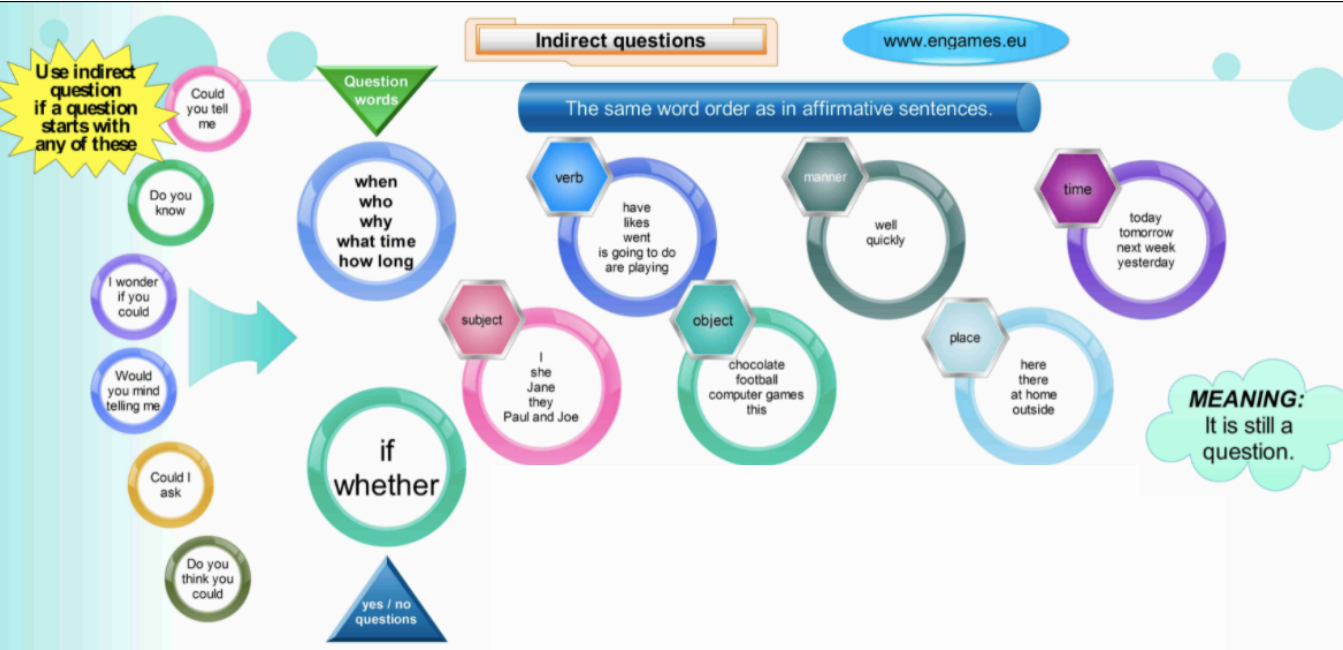 Indirect questions
www.engames.eu
Use indirect
question
if a question
starts with
any of these
Could
you tell
me
Do you
know
I wonder
if you
could
Would
you mind
telling me
Could I
ask
Do you
think you
could
Question
words
when
who
why
what time
how long
if
whether
yes / no
questions
The same word order as in affirmative sentences.
subject
I
she
Jane
they
Paul and Joe
verb
have
likes
went
is going to do
are playing
object
chocolate
football
computer games
this
manner
well
quickly
place
here
there
at home
outside
time
today
tomorrow
next week
yesterday
MEANING:
It is still a
question.